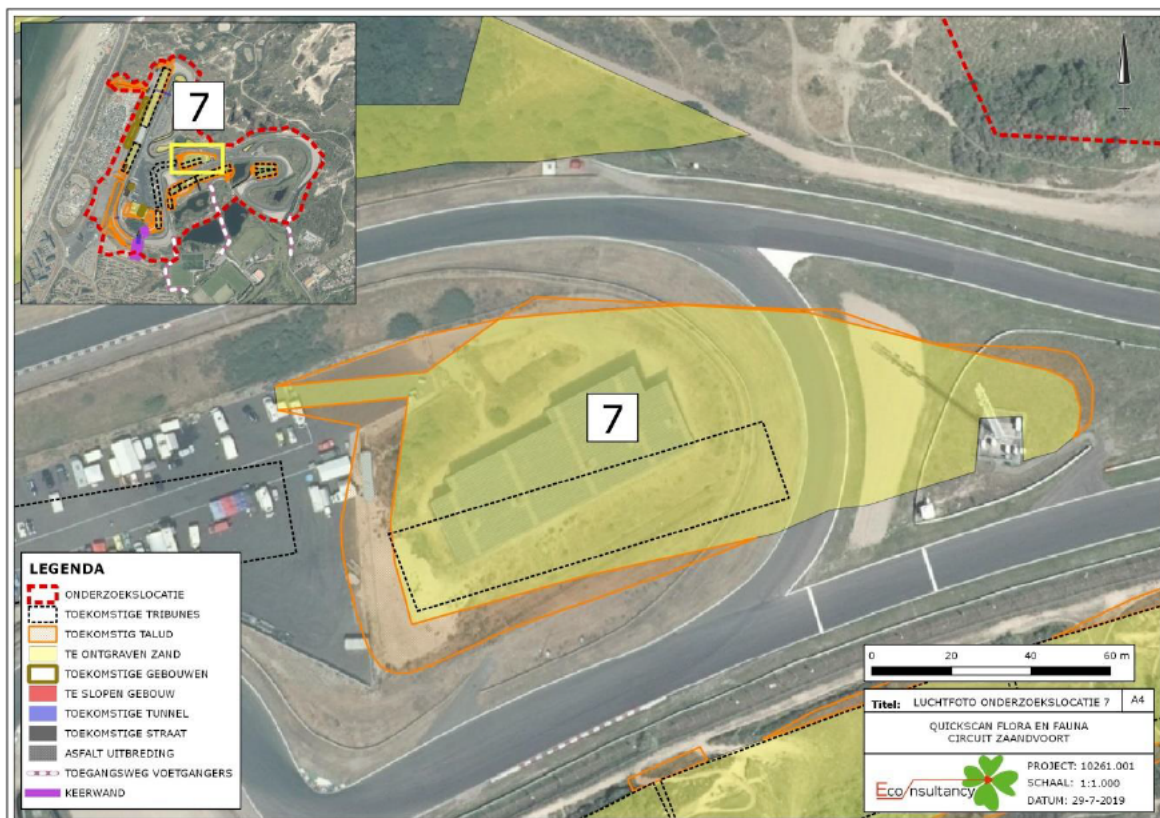 7
7
LEGENDA
ONDERZOEKSLOCATIE
TOEKOMSTIGE TRIBUNES
TOEKOMSTIG TALUD
TE ONTGRAVEN ZAND
TOEKOMSTIGE GEBOUWEN
TE SLOPEN GEBOUW
TOEKOMSTIGE TUNNEL
TOEKOMSTIGE STRAAT
ASFALT UITBREDING
TOEGANGSWEG VOETGANGERS
KEERWAND
0 20 40 60 m
Titel: LUCHTFOTO ONDERZOEKSLOCATIE 7 A4
QUICKSCAN FLORA EN FAUNA
CIRCUIT ZAANDVOORT
Econsultancy
PROJECT: 10261.001
SCHAAL: 1:1.000
DATUM: 29-7-2019